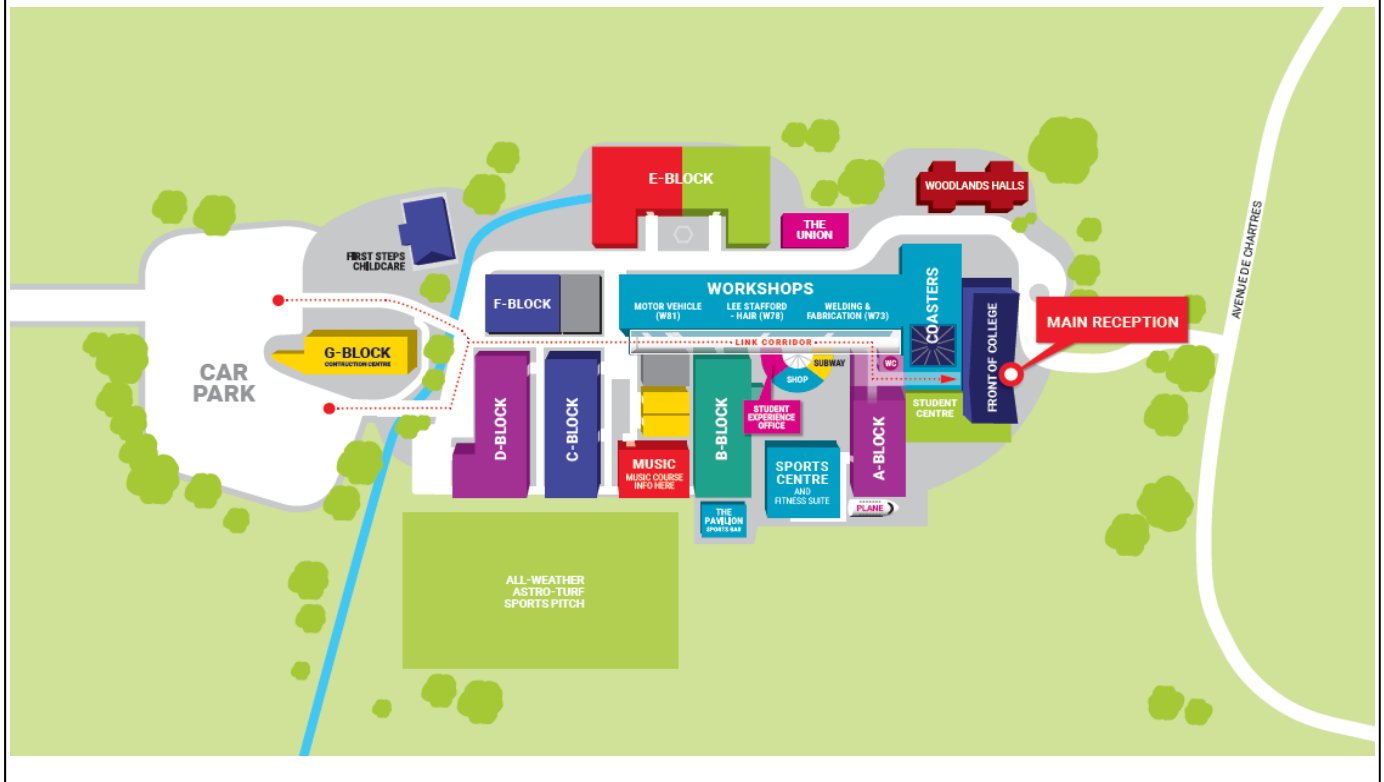 E-BLOCK
WOODLANDS HALLS
THE
UNION
AVENUE DE CHARTRES
FIRST STEPS
CHILDCARE
F-BLOCK
WORKSHOPS
MOTOR VEHICLE
(W81)
LEE STAFFORD
- HAIR (W78)
WELDING &
FABRICATION (W73)
COASTERS
FRONT OF COLLEGE
MAIN RECEPTION
LINK CORRIDOR
G-BLOCK
CONTRUCTION CENTRE
CAR
PARK
SUBWAY
WC
SHOP
STUDENT
EXPERIENCE
OFFICE
STUDENT
CENTRE
D-BLOCK
C-BLOCK
B-BLOCK
A-BLOCK
MUSIC
MUSIC COURSE
INFO HERE
SPORTS
CENTRE
AND
FITNESS SUITE
PLANE
THE
PAVILION
SPORTS BAR
ALL-WEATHER
ASTRO-TURF
SPORTS PITCH